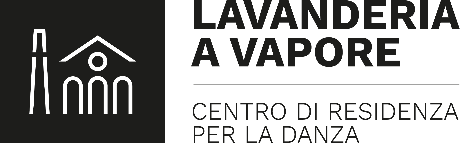 LAVANDERIA
A VAPORE
CENTRO DI RESIDENZA
PER LA DANZA